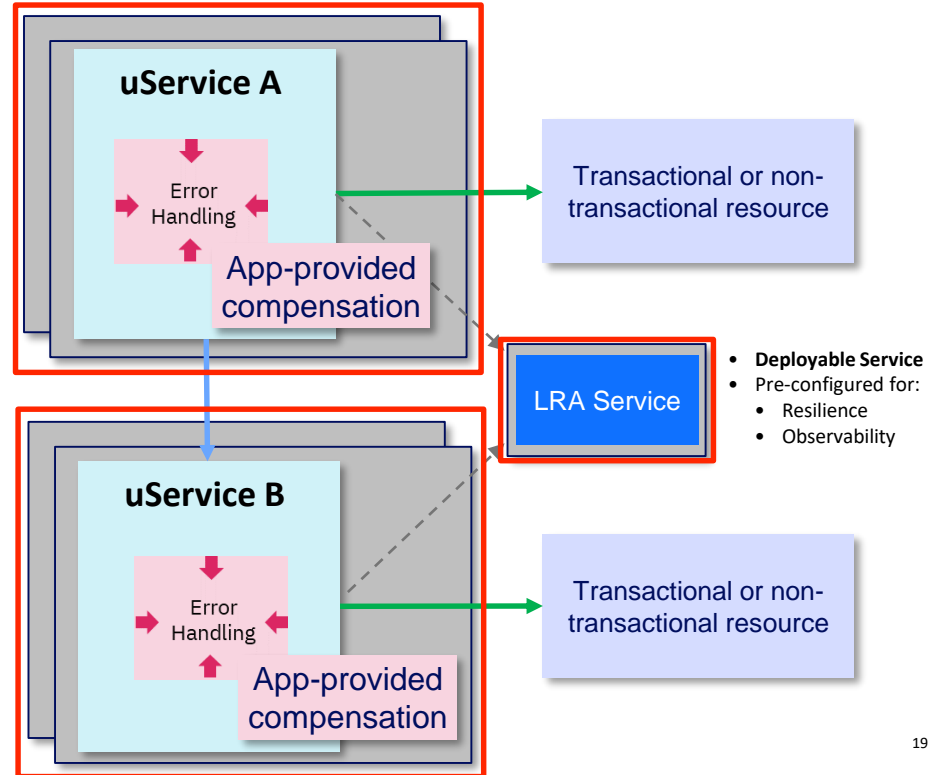 uService A
Error
Handling
App-provided
compensation
Transactional or non-
transactional resource
LRA Service
• Deployable Service
• Pre-configured for:
• Resilience
• Observability
uService B
Error
Handling
App-provided
compensation
Transactional or non-
transactional resource
19